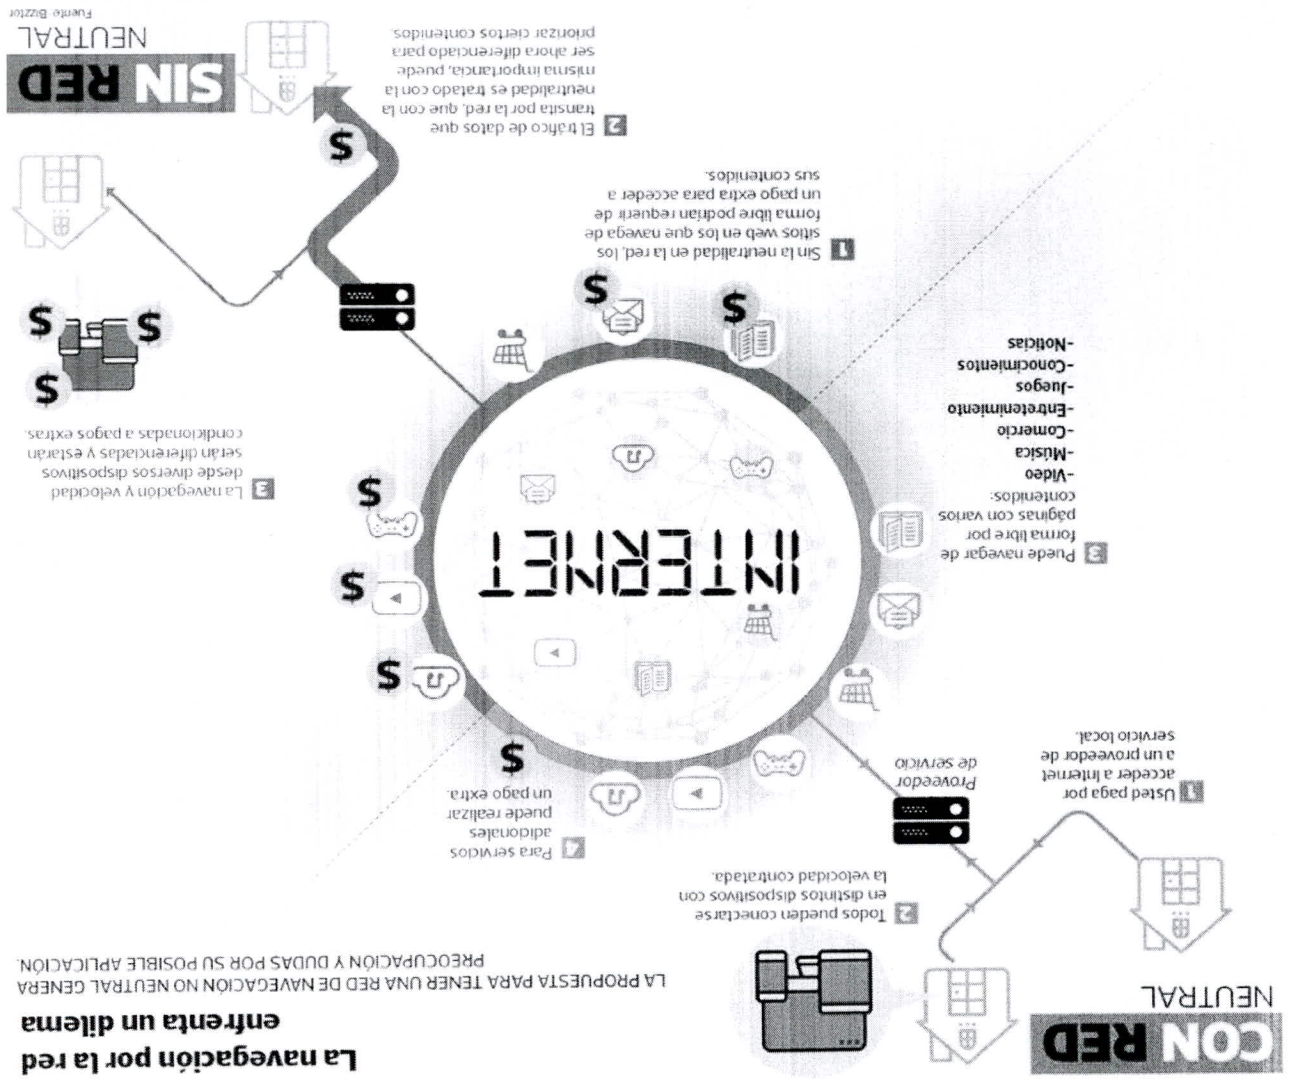 CON RED
NEUTRAL
La navegación por la red
enfrenta un dilema
LA PROPUESTA PARA TENER UNA RED DE NAVEGACIÓN NO NEUTRAL GENERA
PREOCUPACIÓN Y DUDAS POR SU POSIBLE APLICACIÓN.
1 Usted paga por
acceder a Internet
a un proveedor de
servicio local.
2 Todos pueden conectarse
en distintos dispositivos con
la velocidad contratada.
Proveedor
de servicio
3 Puede navegar de
forma libre por
páginas con varios
contenidos:
-Video
-Música
-Comercio
-Entretenimiento
-Juegos
-Conocimientos
-Noticias
4 Para servicios
adicionales
puede realizar
un pago extra.
$
INTERNET
$
$
$
$
$
1 Sin la neutralidad en la red, los
sitios web en los que navega de
forma libre podrían requerir de
un pago extra para acceder a
sus contenidos.
2 El tráfico de datos que
transita por la red, que con la
neutralidad es tratado con la
misma importancia, puede
ser ahora diferenciado para
priorizar ciertos contenidos.
$
3 La navegación y velocidad
desde diversos dispositivos
serán diferenciadas y estarán
condicionadas a pagos extras.
$
$
$
SIN RED
NEUTRAL
Fuente: Bizztor